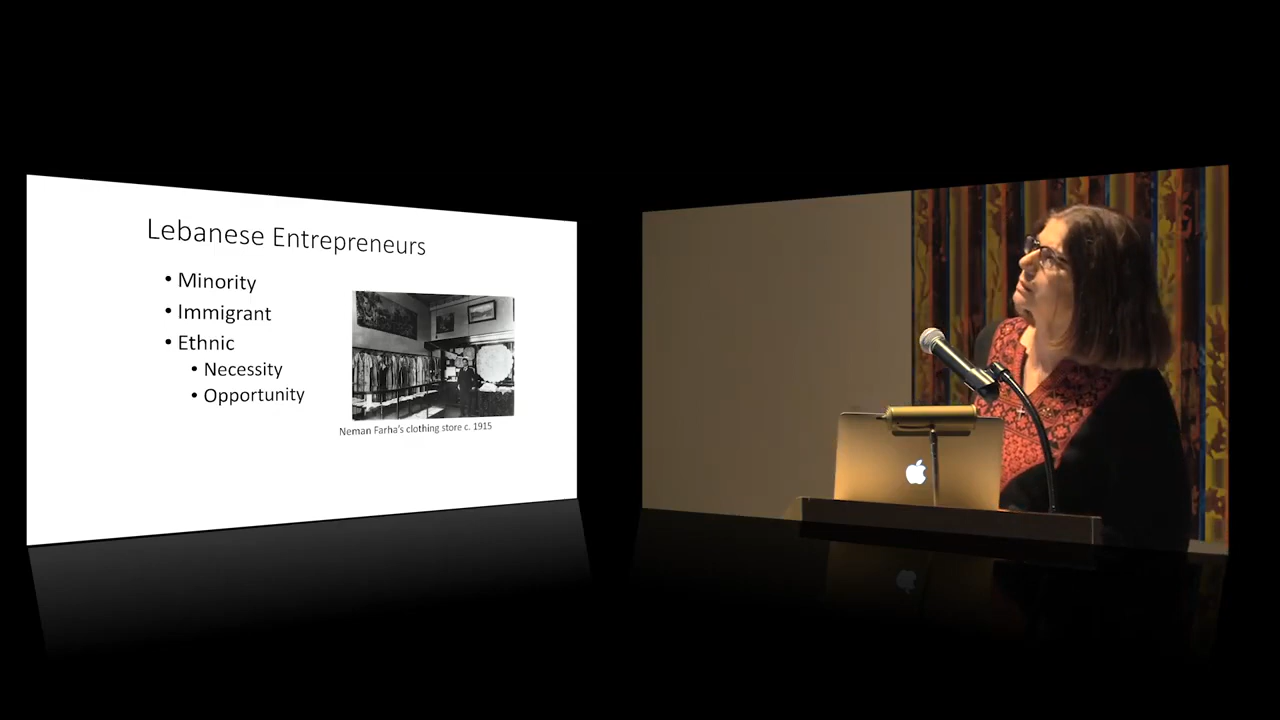 Lebanese Entrepreneurs
• Minority
• Immigrant
• Ethnic
• Necessity
• Opportunity
Neman Farha's clothing store c. 1915